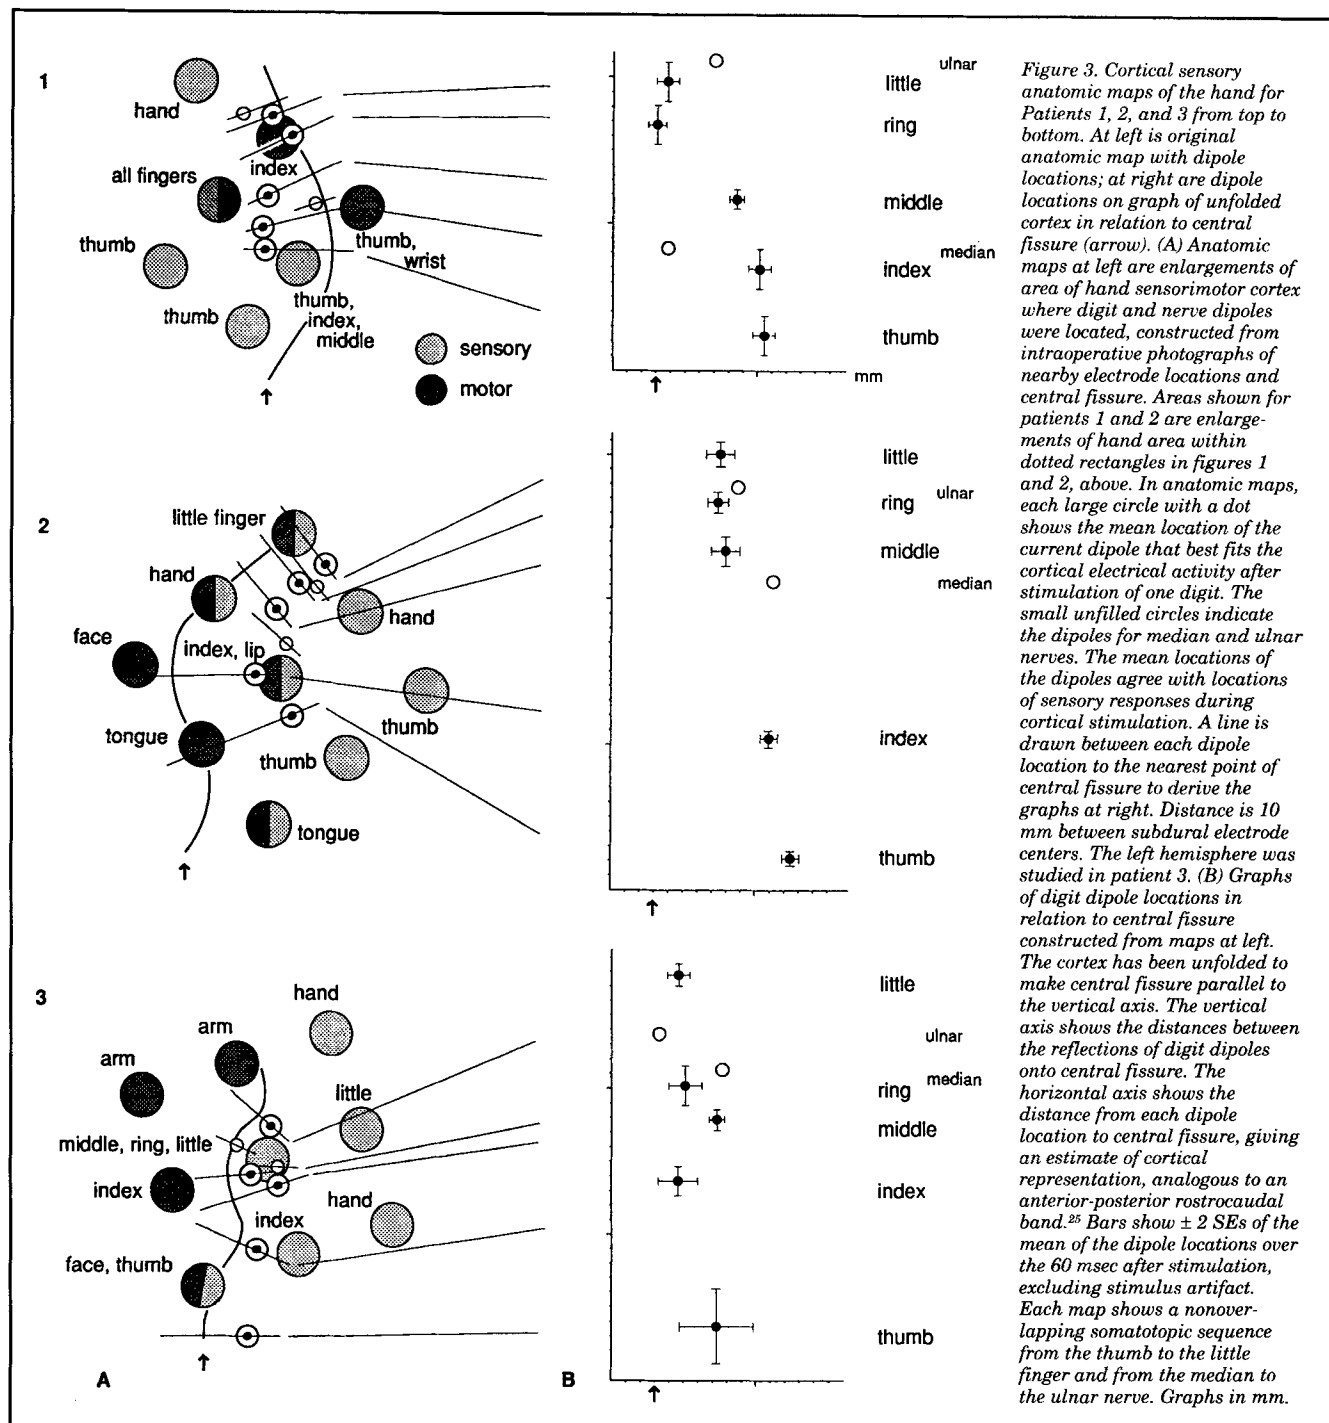 1
hand
index
all fingers
thumb
thumb,
wrist
thumb
thumb,
index,
middle
sensory
motor
↑
little ulnar
ring
middle
index median
thumb
mm
↑
2
little finger
hand
hand
face
index, lip
thumb
tongue
thumb
tongue
↑
little
ring ulnar
middle
median
index
thumb
↑
3
hand
arm
arm
little
middle, ring, little
index
hand
index
face, thumb
↑
A
little
ulnar
ring median
middle
index
thumb
↑
B
Figure 3. Cortical sensory
anatomic maps of the hand for
Patients 1, 2, and 3 from top to
bottom. At left is original
anatomic map with dipole
locations; at right are dipole
locations on graph of unfolded
cortex in relation to central
fissure (arrow). (A) Anatomic
maps at left are enlargements of
area of hand sensorimotor cortex
where digit and nerve dipoles
were located, constructed from
intraoperative photographs of
nearby electrode locations and
central fissure. Areas shown for
patients 1 and 2 are enlarge-
ments of hand area within
dotted rectangles in figures 1
and 2, above. In anatomic maps,
each large circle with a dot
shows the mean location of the
current dipole that best fits the
cortical electrical activity after
stimulation of one digit. The
small unfilled circles indicate
the dipoles for median and ulnar
nerves. The mean locations of
the dipoles agree with locations
of sensory responses during
cortical stimulation. A line is
drawn between each dipole
location to the nearest point of
central fissure to derive the
graphs at right. Distance is 10
mm between subdural electrode
centers. The left hemisphere was
studied in patient 3. (B) Graphs
of digit dipole locations in
relation to central fissure
constructed from maps at left.
The cortex has been unfolded to
make central fissure parallel to
the vertical axis. The vertical
axis shows the distances between
the reflections of digit dipoles
onto central fissure. The
horizontal axis shows the
distance from each dipole
location to central fissure, giving
an estimate of cortical
representation, analogous to an
anterior-posterior rostrocaudal
band.²⁵ Bars show ± 2 SEs of the
mean of the dipole locations over
the 60 msec after stimulation,
excluding stimulus artifact.
Each map shows a nonover-
lapping somatotopic sequence
from the thumb to the little
finger and from the median to
the ulnar nerve. Graphs in mm.